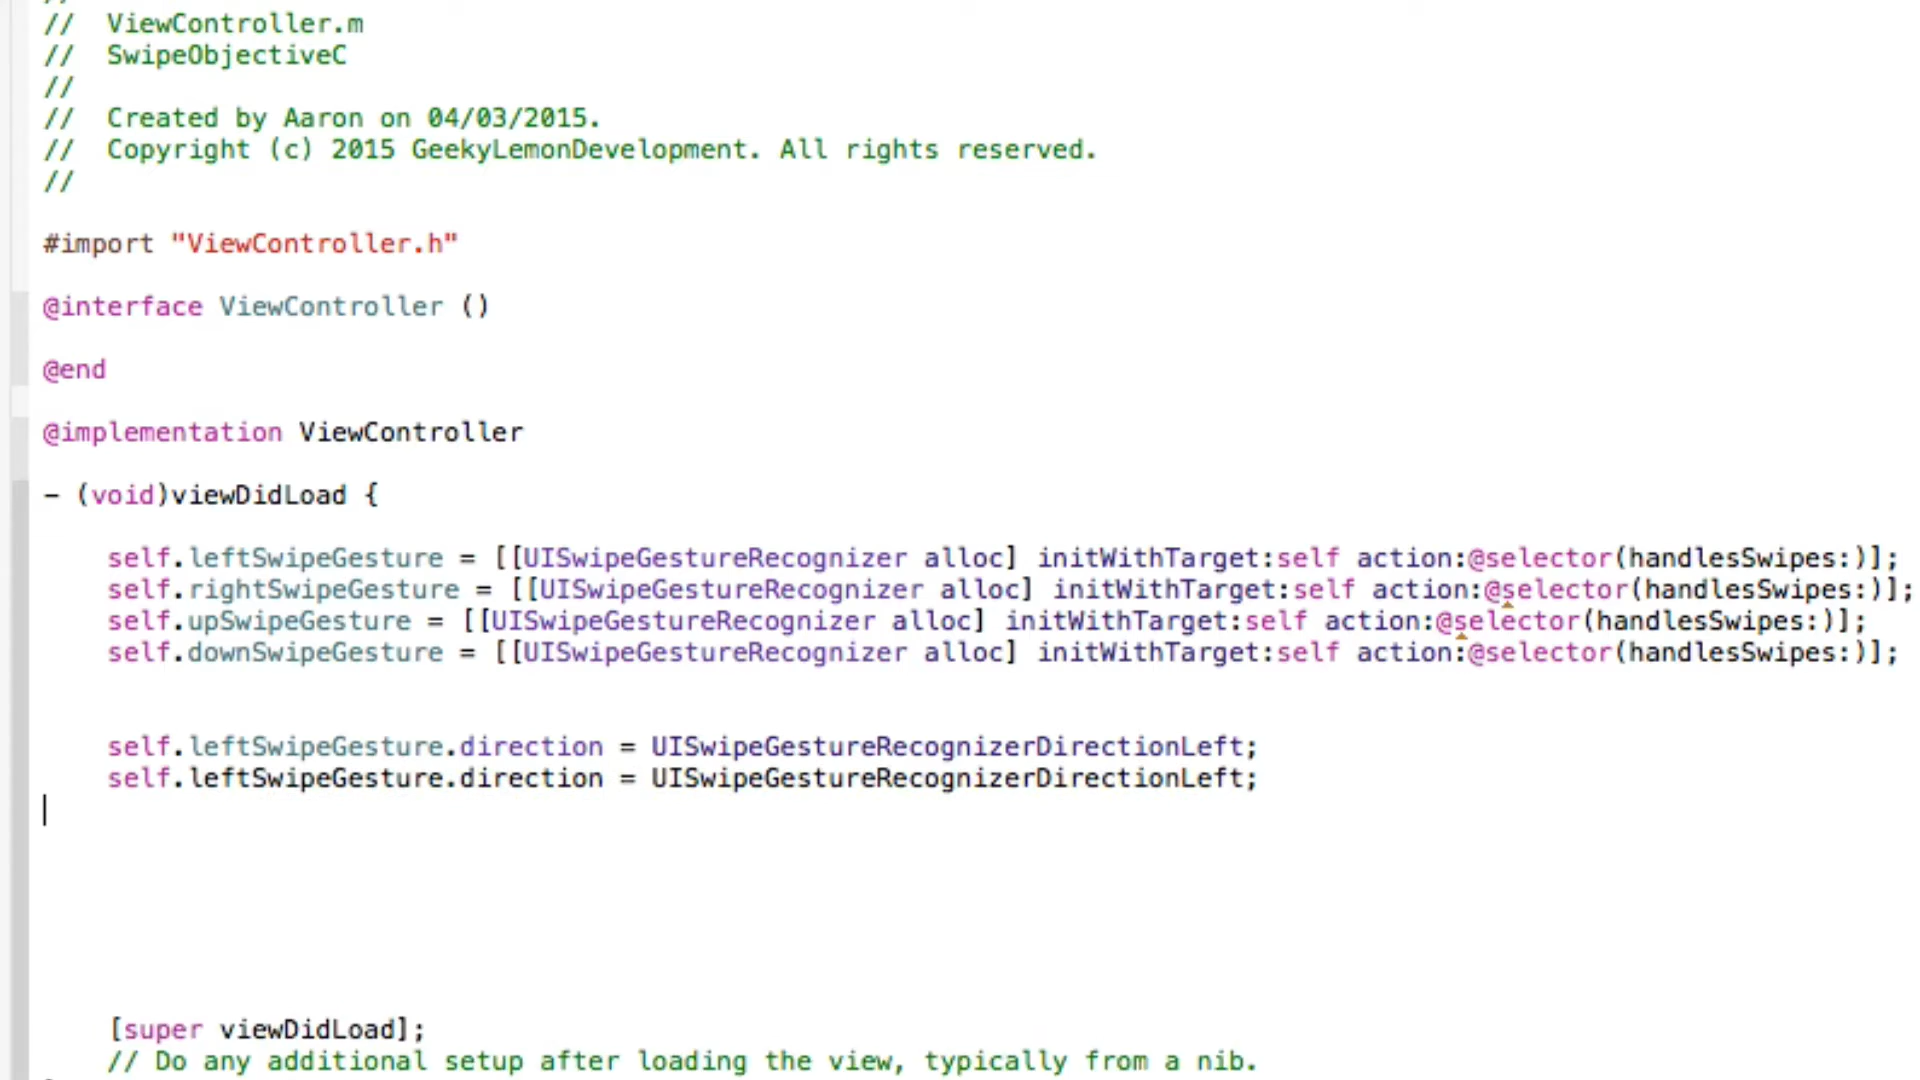 //
//  ViewController.m
//  SwipeObjectiveC
//
//  Created by Aaron on 04/03/2015.
//  Copyright (c) 2015 GeekyLemonDevelopment. All rights reserved.
//
#import "ViewController.h"
@interface ViewController ()
@end
@implementation ViewController
- (void)viewDidLoad {
    self.leftSwipeGesture = [[UISwipeGestureRecognizer alloc] initWithTarget:self action:@selector(handlesSwipes:)];
    self.rightSwipeGesture = [[UISwipeGestureRecognizer alloc] initWithTarget:self action:@selector(handlesSwipes:)];
    self.upSwipeGesture = [[UISwipeGestureRecognizer alloc] initWithTarget:self action:@selector(handlesSwipes:)];
    self.downSwipeGesture = [[UISwipeGestureRecognizer alloc] initWithTarget:self action:@selector(handlesSwipes:)];
    self.leftSwipeGesture.direction = UISwipeGestureRecognizerDirectionLeft;
    self.leftSwipeGesture.direction = UISwipeGestureRecognizerDirectionLeft;
    [super viewDidLoad];
    // Do any additional setup after loading the view, typically from a nib.